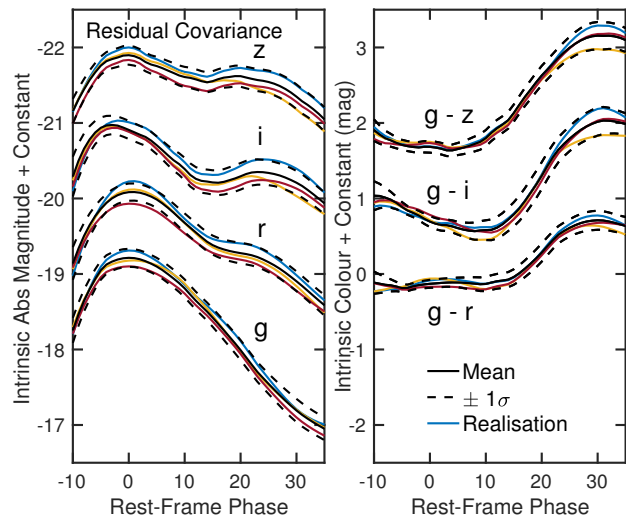 Residual Covariance
z
i
r
g
-22
-21
-20
-19
-18
-17
Intrinsic Abs Magnitude + Constant
-10 0 10 20 30
Rest-Frame Phase
g - z
g - i
g - r
3
2
1
0
-1
-2
Intrinsic Colour + Constant (mag)
Mean
± 1σ
Realisation
-10 0 10 20 30
Rest-Frame Phase